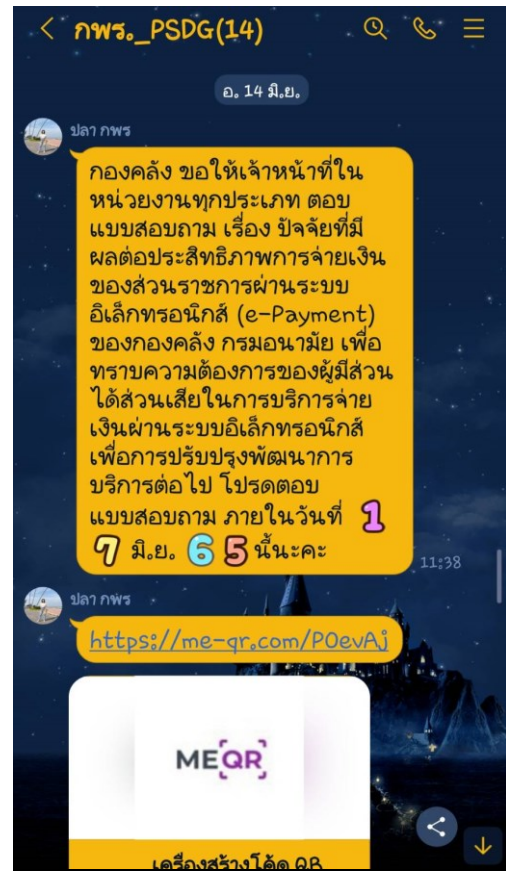 กพร._PSDG(14)
อ. 14 มิ.ย.
ปลา กพร
กองคลัง ขอให้เจ้าหน้าที่ใน
หน่วยงานทุกประเภท ตอบ
แบบสอบถาม เรื่อง ปัจจัยที่มี
ผลต่อประสิทธิภาพการจ่ายเงิน
ของส่วนราชการผ่านระบบ
อิเล็กทรอนิกส์ (e-Payment)
ของกองคลัง กรมอนามัย เพื่อ
ทราบความต้องการของผู้มีส่วน
ได้ส่วนเสียในการบริการจ่าย
เงินผ่านระบบอิเล็กทรอนิกส์
เพื่อการปรับปรุงพัฒนาการ
บริการต่อไป โปรดตอบ
แบบสอบถาม ภายในวันที่ 1
7 มิ.ย. 6 5 นี้นะคะ
11:38
ปลา กพร
https://me-qr.com/POevAj
MEQR
เครื่องสร้างโค้ด QR